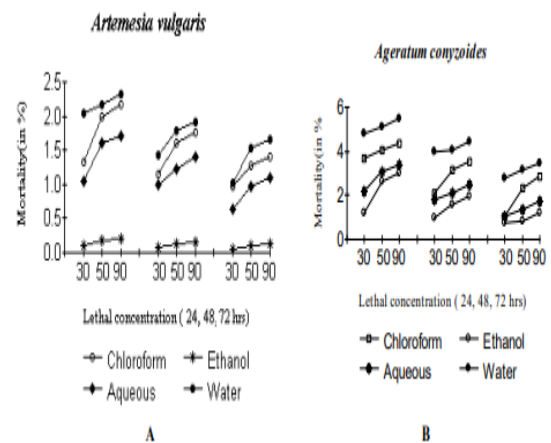 Artemesia vulgaris
Mortality(in %)
2.5
2.0
1.5
1.0
0.5
0.0
30 50 90 30 50 90 30 50 90
Lethal concentration ( 24, 48, 72 hrs)
Chloroform Ethanol
Aqueous Water
A
Ageratum conyzoides
Mortality(in %
6
4
2
0
30 50 90 30 50 90 30 50 90
Lethal concentration ( 24, 48, 72 hrs)
Chloroform Ethanol
Aqueous Water
B